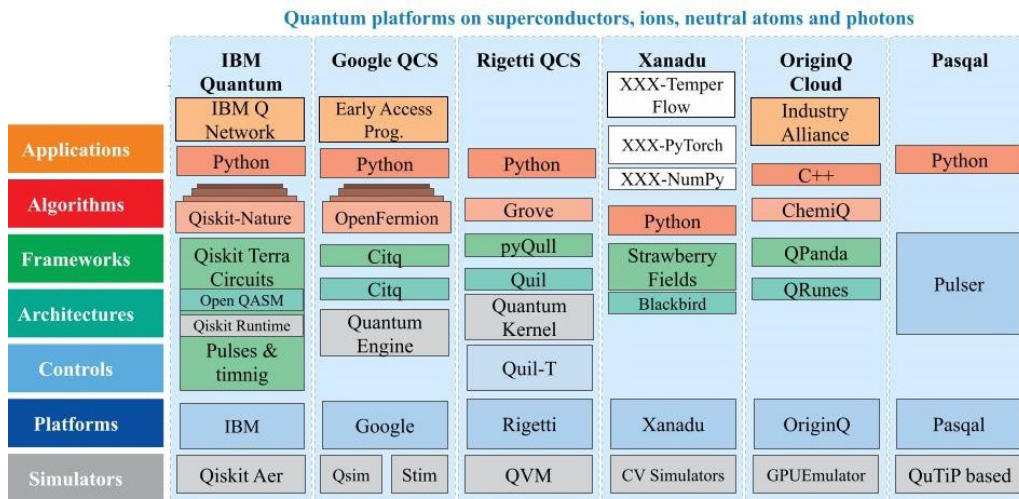 Quantum platforms on superconductors, ions, neutral atoms and photons
IBM
Quantum
Google QCS
Rigetti QCS
Xanadu
OriginQ
Cloud
Pasqal
Applications
Algorithms
Frameworks
Architectures
Controls
Platforms
Simulators
IBM Q
Network
Python
Qiskit-Nature
Qiskit Terra
Circuits
Open QASM
Qiskit Runtime
Pulses &
timnig
IBM
Qiskit Aer
Early Access
Prog.
Python
OpenFermion
Citq
Citq
Quantum
Engine
Google
Qsim
Stim
Python
Grove
pyQull
Quil
Quantum
Kernel
Quil-T
Rigetti
QVM
XXX-Temper
Flow
XXX-PyTorch
XXX-NumPy
Python
Strawberry
Fields
Blackbird
Xanadu
CV Simulators
Industry
Alliance
C++
ChemiQ
QPanda
QRunes
OriginQ
GPUEmulator
Python
Pulser
Pasqal
QuTiP based